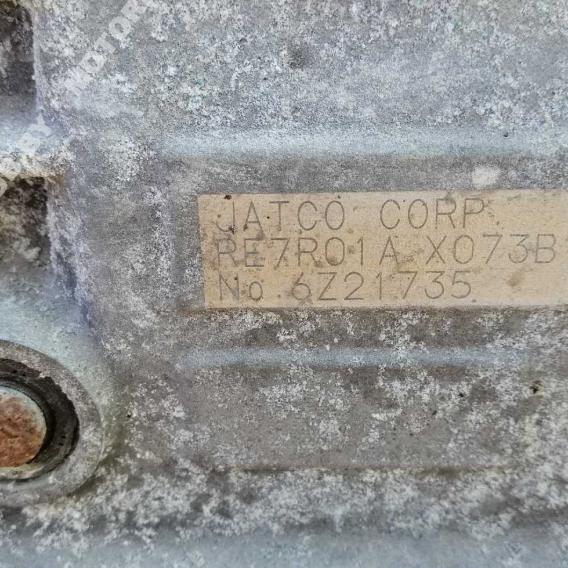 JATCO CORP
RE7R01A X073B
No 6Z21735